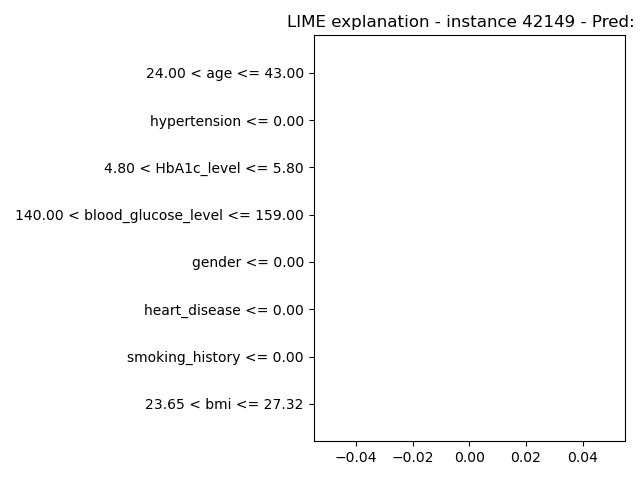 LIME explanation - instance 42149 - Pred:
24.00 < age <= 43.00
hypertension <= 0.00
4.80 < HbA1c_level <= 5.80
140.00 < blood_glucose_level <= 159.00
gender <= 0.00
heart_disease <= 0.00
smoking_history <= 0.00
23.65 < bmi <= 27.32
−0.04 −0.02 0.00 0.02 0.04